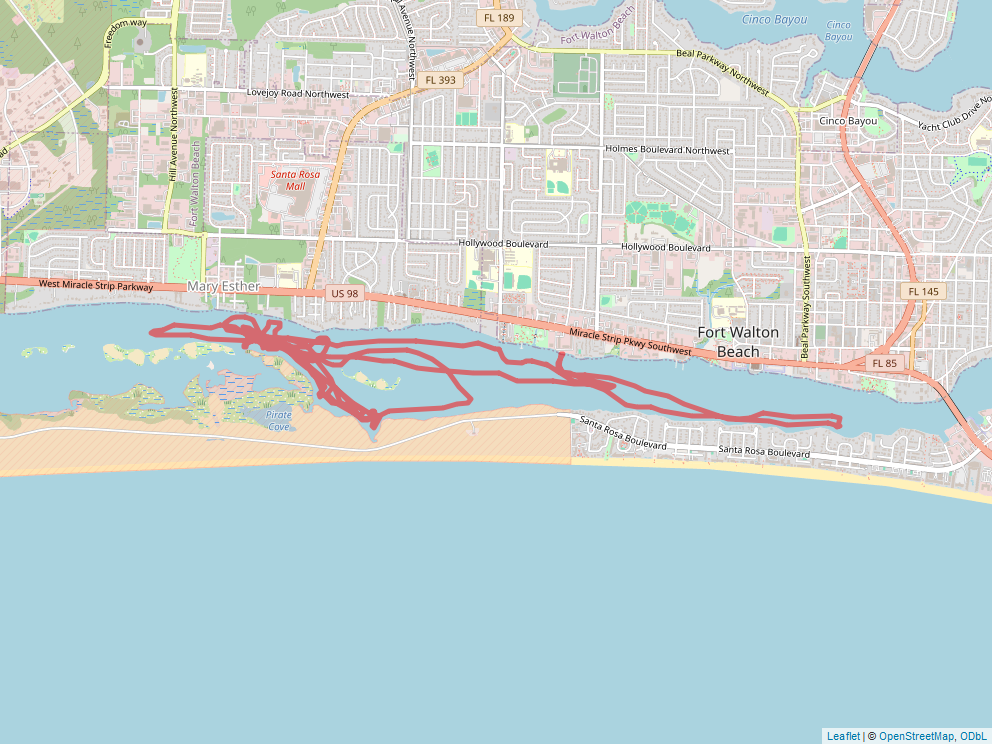 FL 189
Cinco Bayou
Cinco
Bayou
Fort Walton Beach
Freedom way
Beal Parkway Northwest
FL 393
Lovejoy Road Northwest
Cinco Bayou
Yacht Club Drive No
Hill Avenue Northwest
Holmes Boulevard Northwest
Fort Walton Beach
Santa Rosa
Mall
Hollywood Boulevard
Hollywood Boulevard
West Miracle Strip Parkway
Mary Esther
US 98
FL 145
Beal Parkway Southwest
Miracle Strip Pkwy Southwest
Fort Walton
Beach
FL 85
Pirate
Cove
Santa Rosa Boulevard
Santa Rosa Boulevard
Leaflet | © OpenStreetMap, ODbL